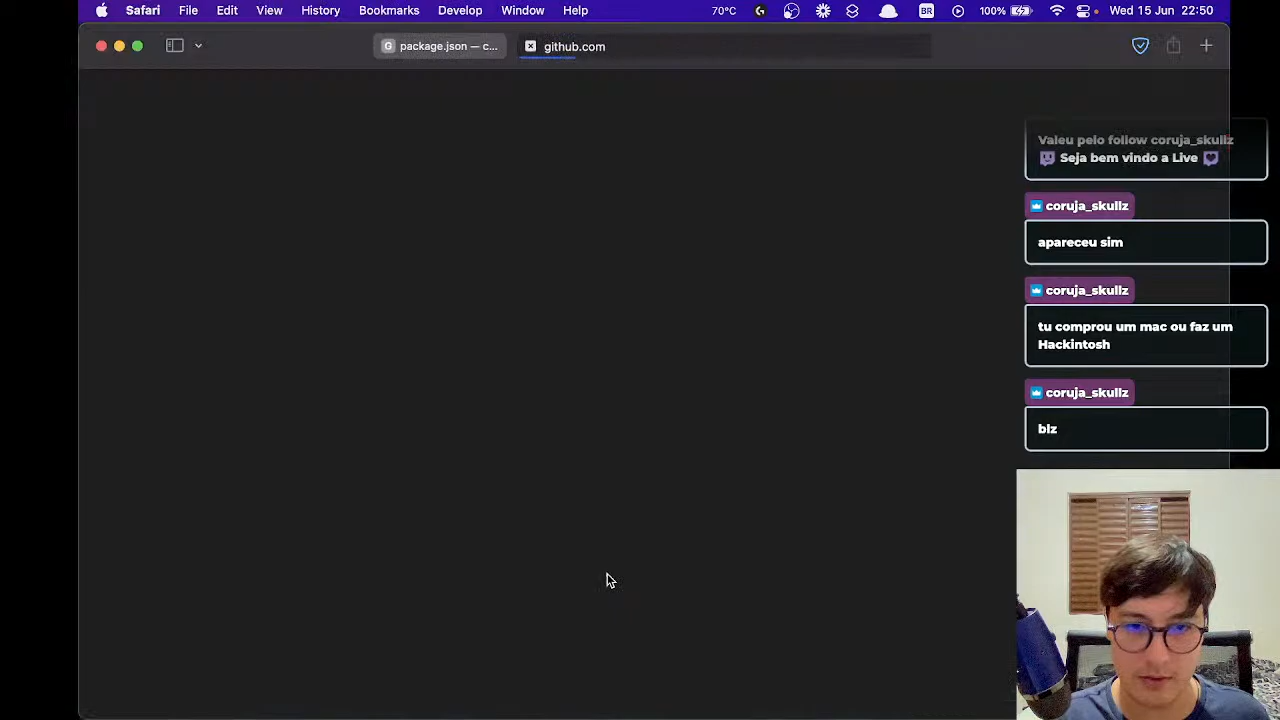 Safari File Edit View History Bookmarks Develop Window Help 70°C BR 100% Wed 15 Jun 22:50
G package.json — c... github.com
Valeu pelo follow coruja_skullz
Seja bem vindo a Live
coruja_skullz
apareceu sim
coruja_skullz
tu comprou um mac ou faz um
Hackintosh
coruja_skullz
blz